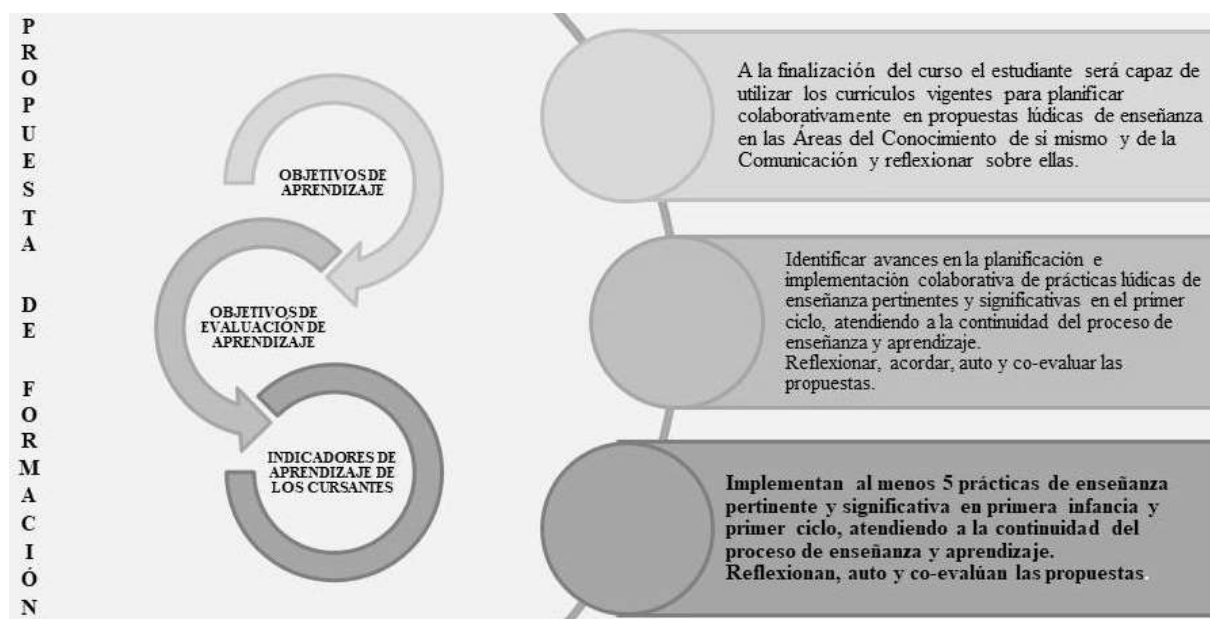 PROPUESTA DE FORMACIÓN
OBJETIVOS DE
APRENDIZAJE
A la finalización del curso el estudiante será capaz de
utilizar los currículos vigentes para planificar
colaborativamente en propuestas lúdicas de enseñanza
en las Áreas del Conocimiento de si mismo y de la
Comunicación y reflexionar sobre ellas.
OBJETIVOS DE
EVALUACIÓN DE
APRENDIZAJE
Identificar avances en la planificación e
implementación colaborativa de prácticas lúdicas de
enseñanza pertinentes y significativas en el primer
ciclo, atendiendo a la continuidad del proceso de
enseñanza y aprendizaje.
Reflexionar, acordar, auto y co-evaluar las
propuestas.
INDICADORES DE
APRENDIZAJE DE
LOS CURSANTES
Implementan al menos 5 prácticas de enseñanza
pertinente y significativa en primera infancia y
primer ciclo, atendiendo a la continuidad del
proceso de enseñanza y aprendizaje.
Reflexionan, auto y co-evalúan las propuestas.